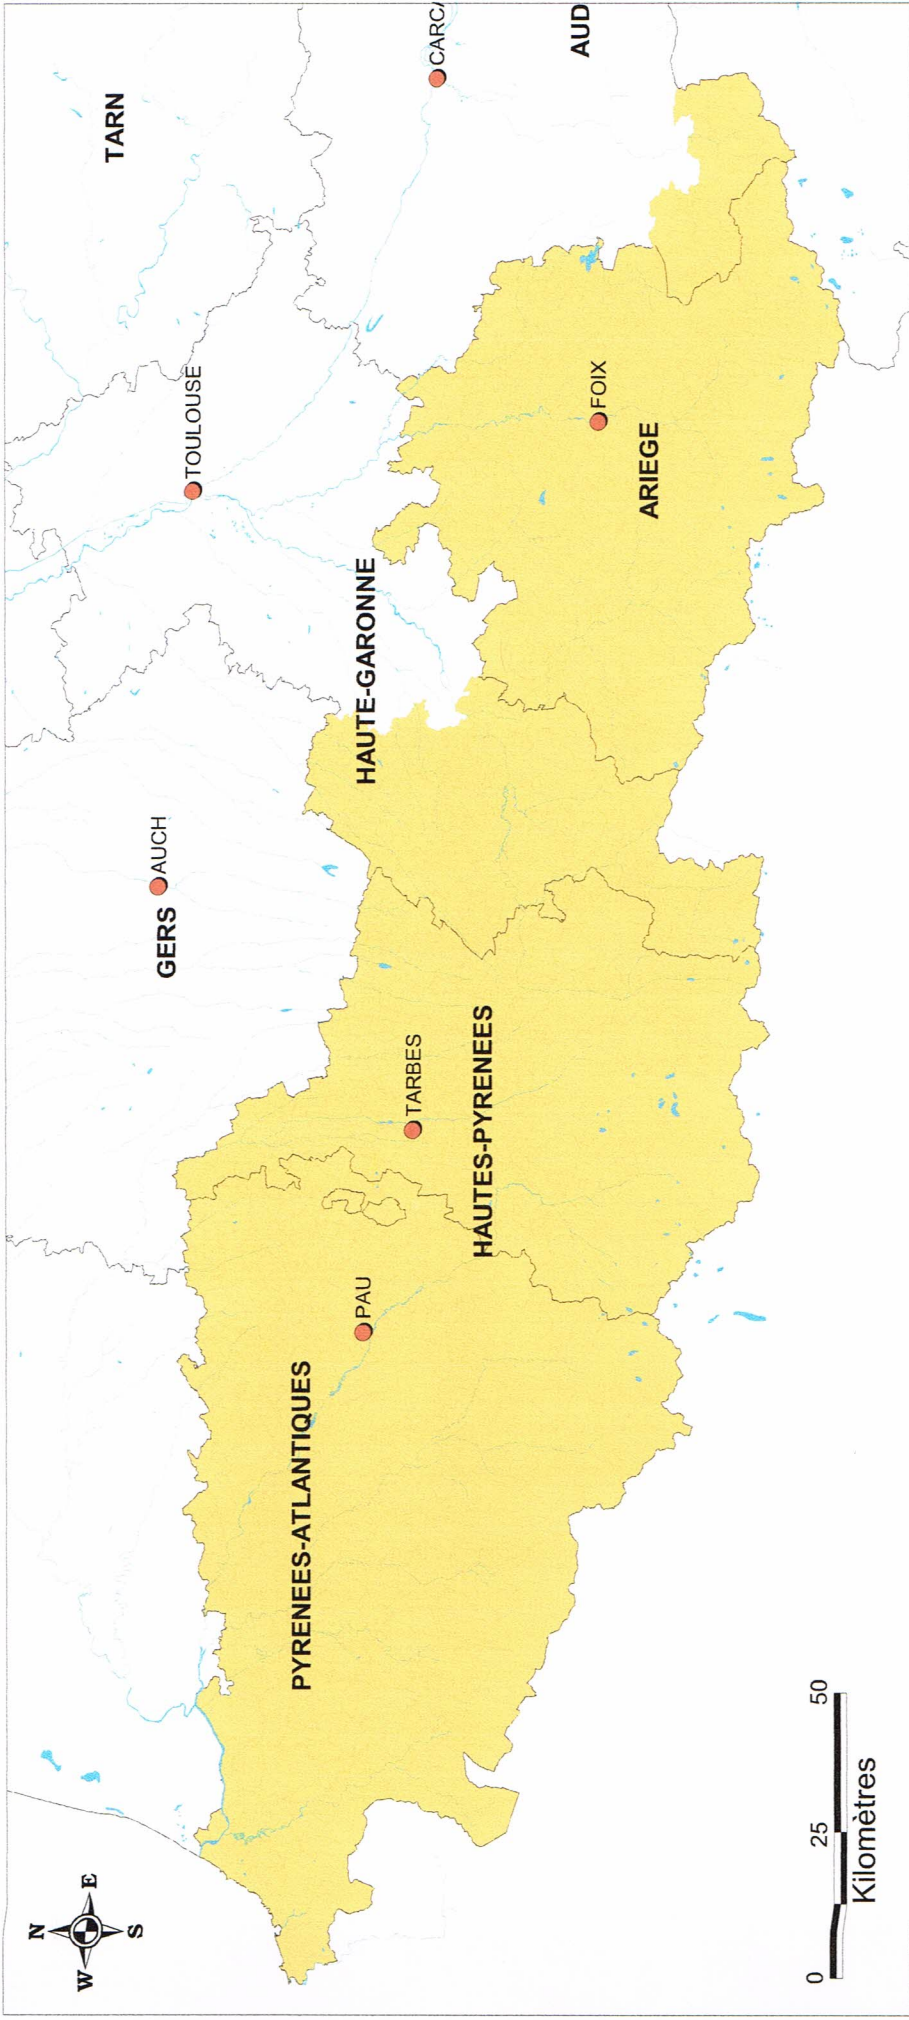 N
W
E
S
TARN
CARCA
AUD
TOULOUSE
AUCH
GERS
HAUTE-GARONNE
FOIX
ARIEGE
TARBES
HAUTES-PYRENEES
PAU
PYRENEES-ATLANTIQUES
0 25 50
Kilomètres